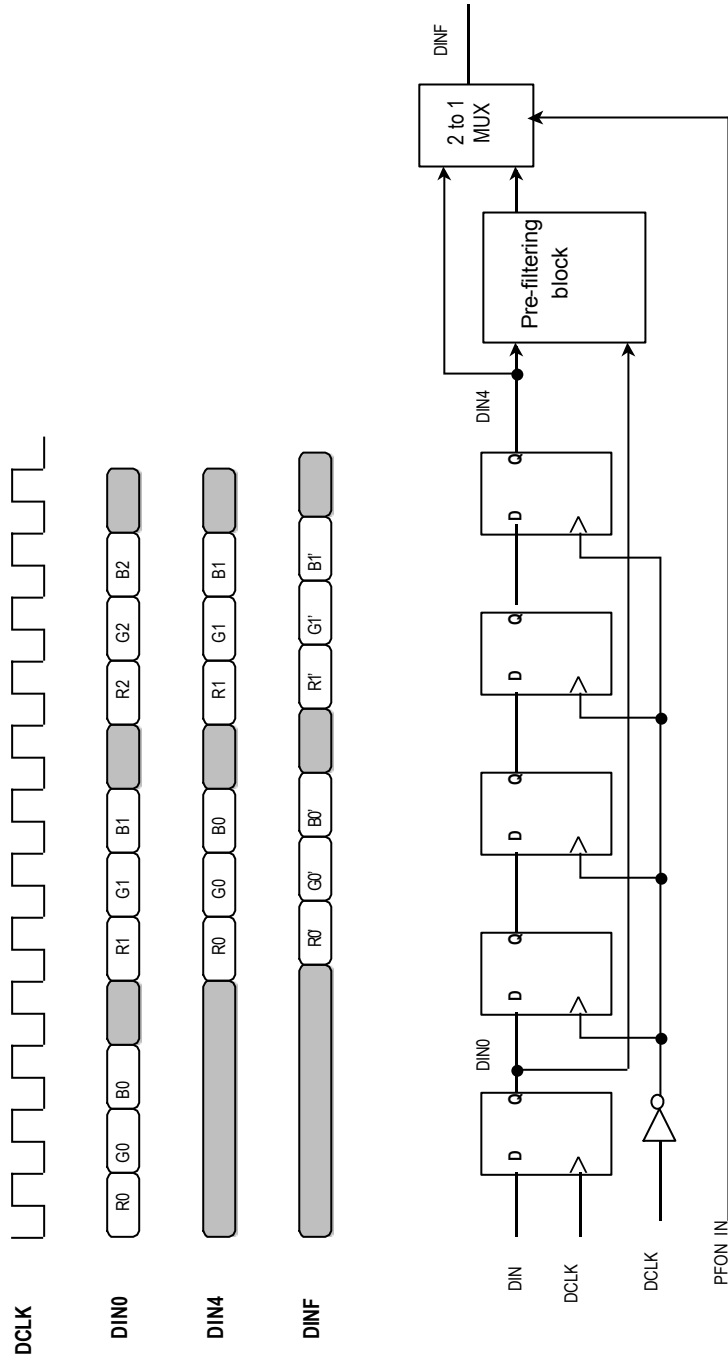 DCLK
DIN0
R0 G0 B0 R1 G1 B1 R2 G2 B2
DIN4
R0 G0 B0 R1 G1 B1
DINF
R0' G0' B0' R1' G1' B1'
DIN
DCLK
DCLK
PFON IN
D Q
DIN0
D Q
D Q
D Q
D Q
DIN4
Pre-filtering
block
2 to 1
MUX
DINF